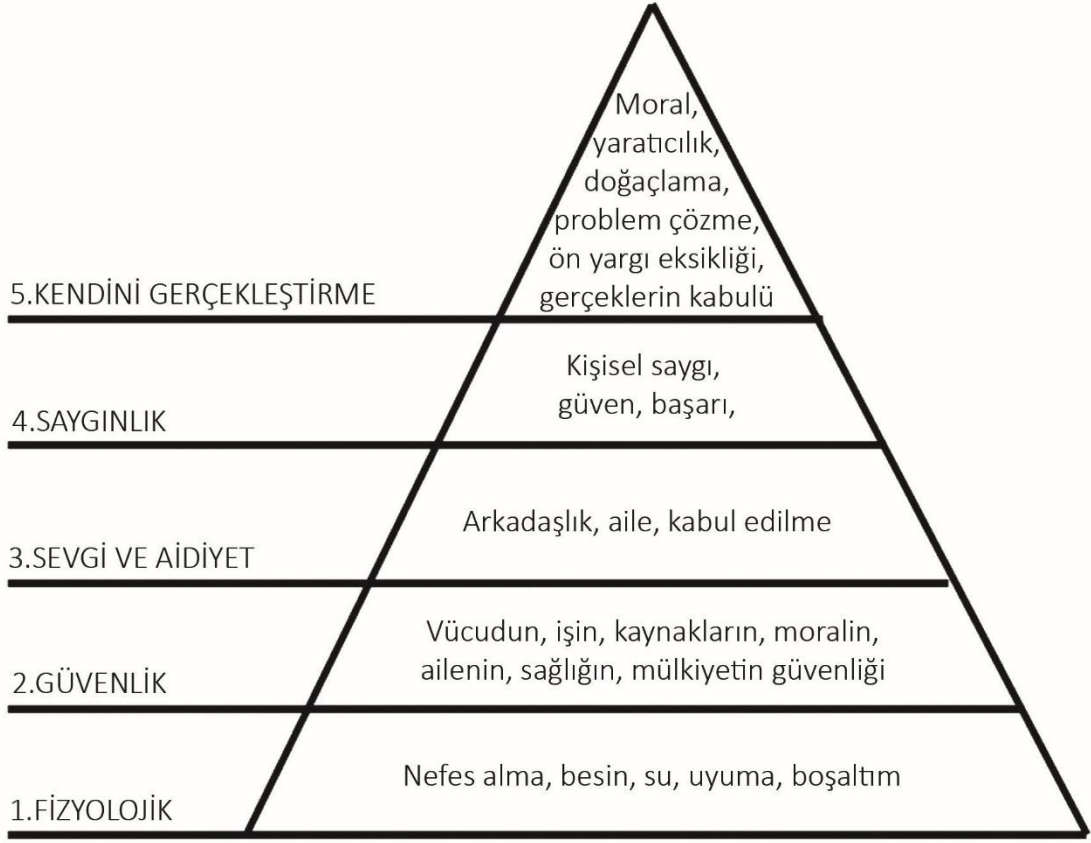 Moral,
yaratıcılık,
doğaçlama,
problem çözme,
ön yargı eksikliği,
gerçeklerin kabulü
5.KENDİNİ GERÇEKLEŞTİRME
Kişisel saygı,
güven, başarı,
4.SAYGINLIK
Arkadaşlık, aile, kabul edilme
3.SEVGİ VE AİDİYET
Vücudun, işin, kaynakların, moralin,
ailenin, sağlığın, mülkiyetin güvenliği
2.GÜVENLİK
Nefes alma, besin, su, uyuma, boşaltım
1.FİZYOLOJİK